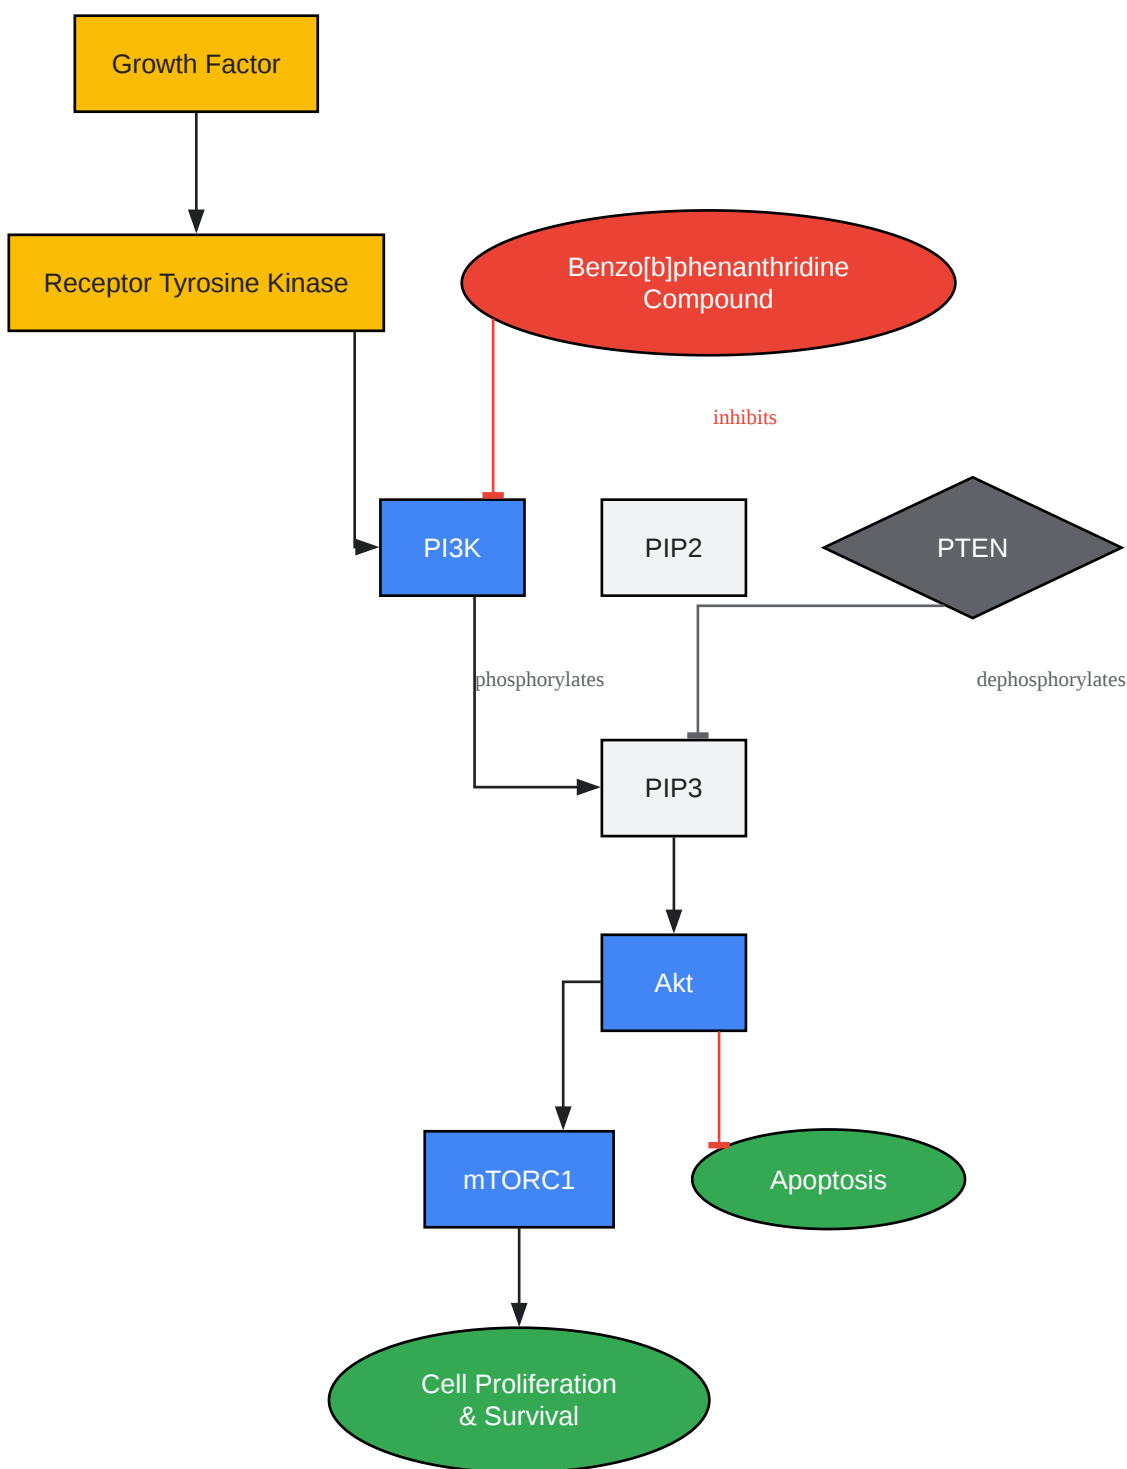 Growth Factor
Receptor Tyrosine Kinase
Benzo[b]phenanthridine
Compound
inhibits
PI3K
PIP2
PTEN
phosphorylates
dephosphorylates
PIP3
Akt
mTORC1
Apoptosis
Cell Proliferation
& Survival